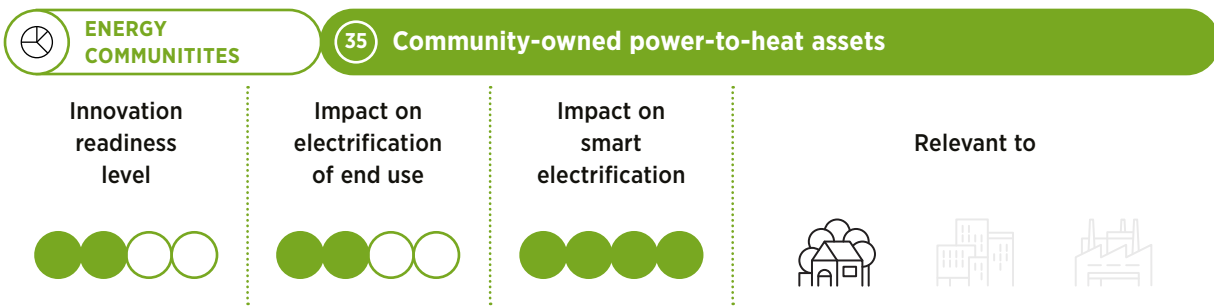 ENERGY
COMMUNITITES
35 Community-owned power-to-heat assets
Innovation
readiness
level
Impact on
electrification
of end use
Impact on
smart
electrification
Relevant to